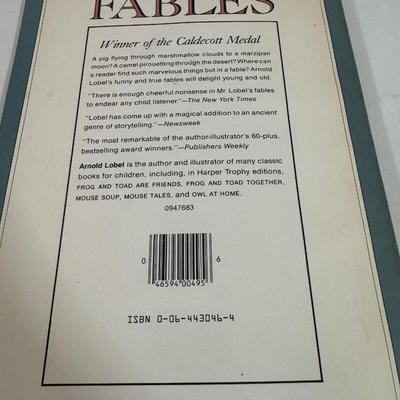 FABLES
Winner of the Caldecott Medal
A pig flying through marshmallow clouds to a marzipan
moon? A camel pirouetting through the desert? Where can
a reader find such marvelous things but in a fable? Arnold
Lobel's funny and true fables will delight young and old.
"There is enough cheerful nonsense in Mr. Lobel's fables
to endear any child listener."—The New York Times
"Lobel has come up with a magical addition to an ancient
genre of storytelling."—Newsweek
"The most remarkable of the author-illustrator's 60-plus,
bestselling award winners."—Publishers Weekly
Arnold Lobel is the author and illustrator of many classic
books for children, including, in Harper Trophy editions,
FROG AND TOAD ARE FRIENDS, FROG AND TOAD TOGETHER,
MOUSE SOUP, MOUSE TALES, and OWL AT HOME.
0947683
0 46594 00495 6
ISBN 0-06-443046-4